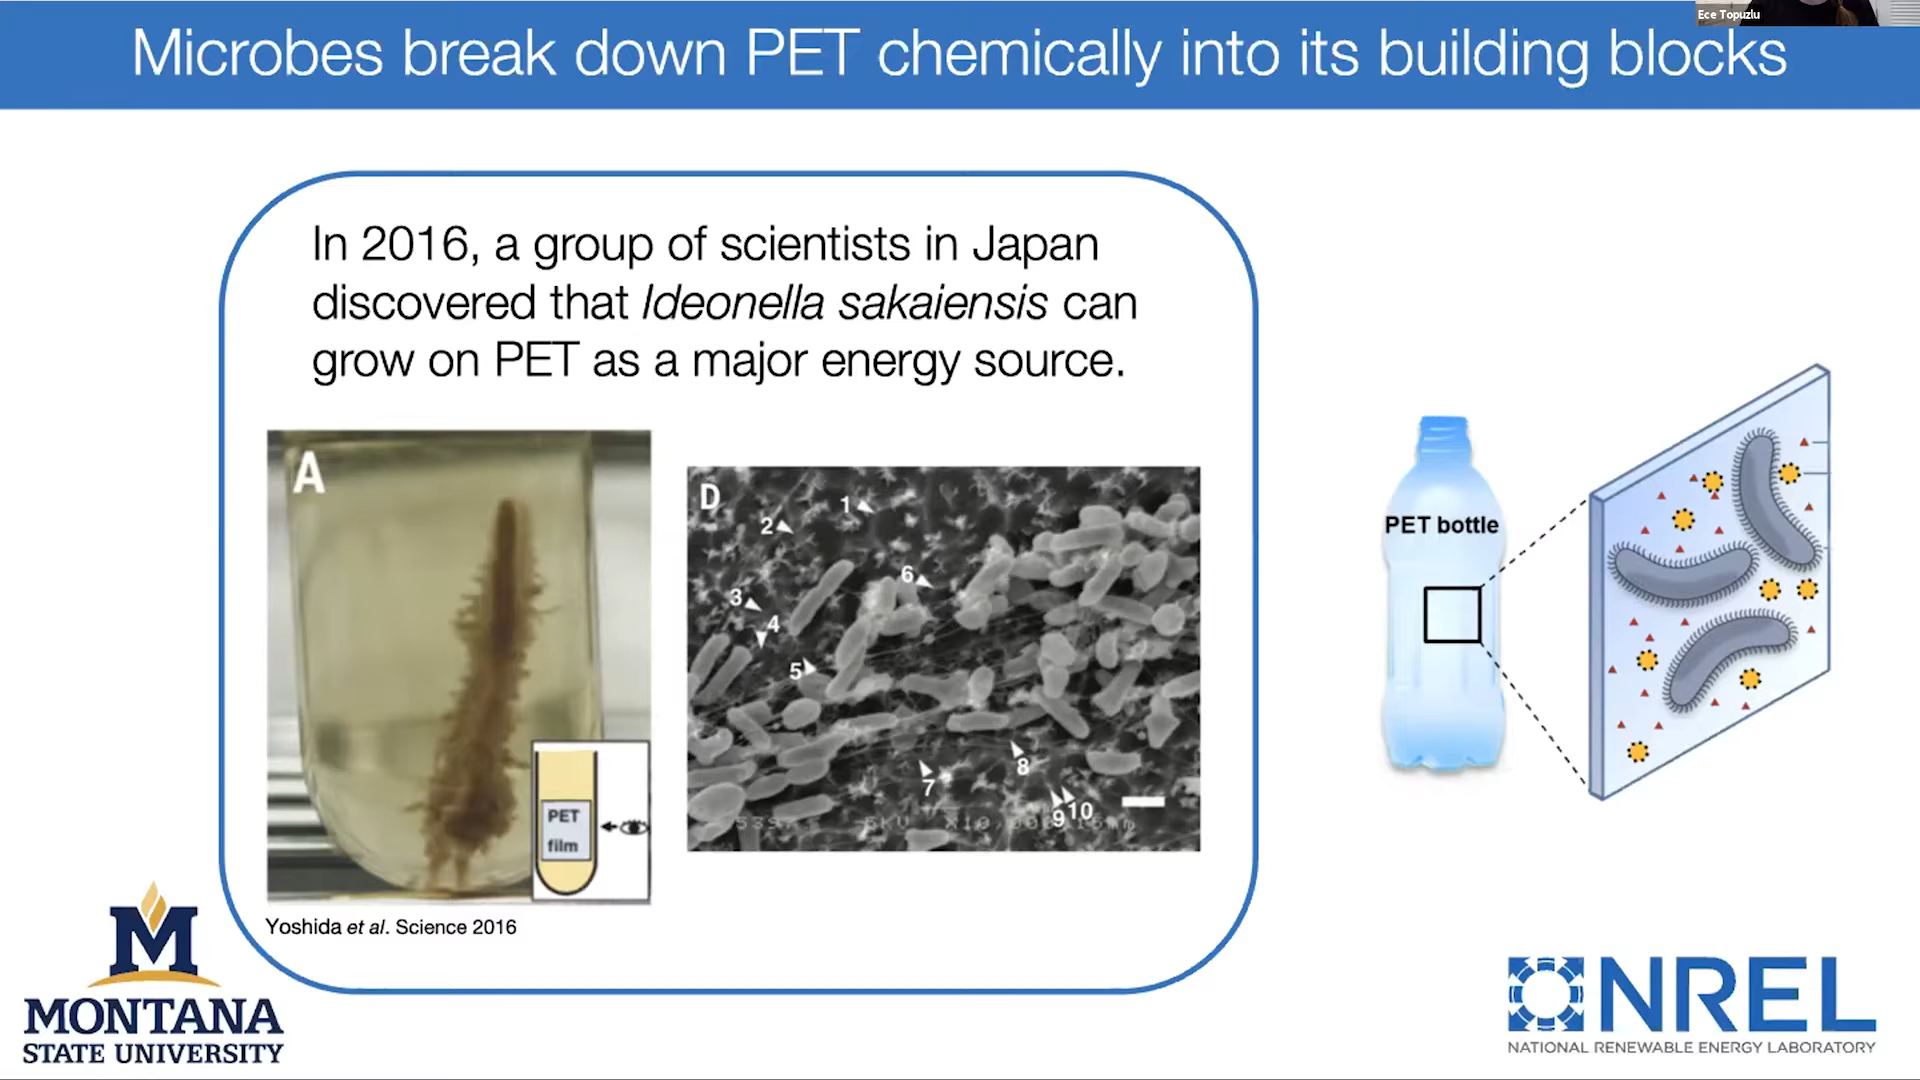 Ece Topuzlu
Microbes break down PET chemically into its building blocks
In 2016, a group of scientists in Japan
discovered that Ideonella sakaiensis can
grow on PET as a major energy source.
A
PET
film
D
1
2
3
4
5
6
7
8
9
10
Yoshida et al. Science 2016
PET bottle
M
MONTANA
STATE UNIVERSITY
NREL
NATIONAL RENEWABLE ENERGY LABORATORY